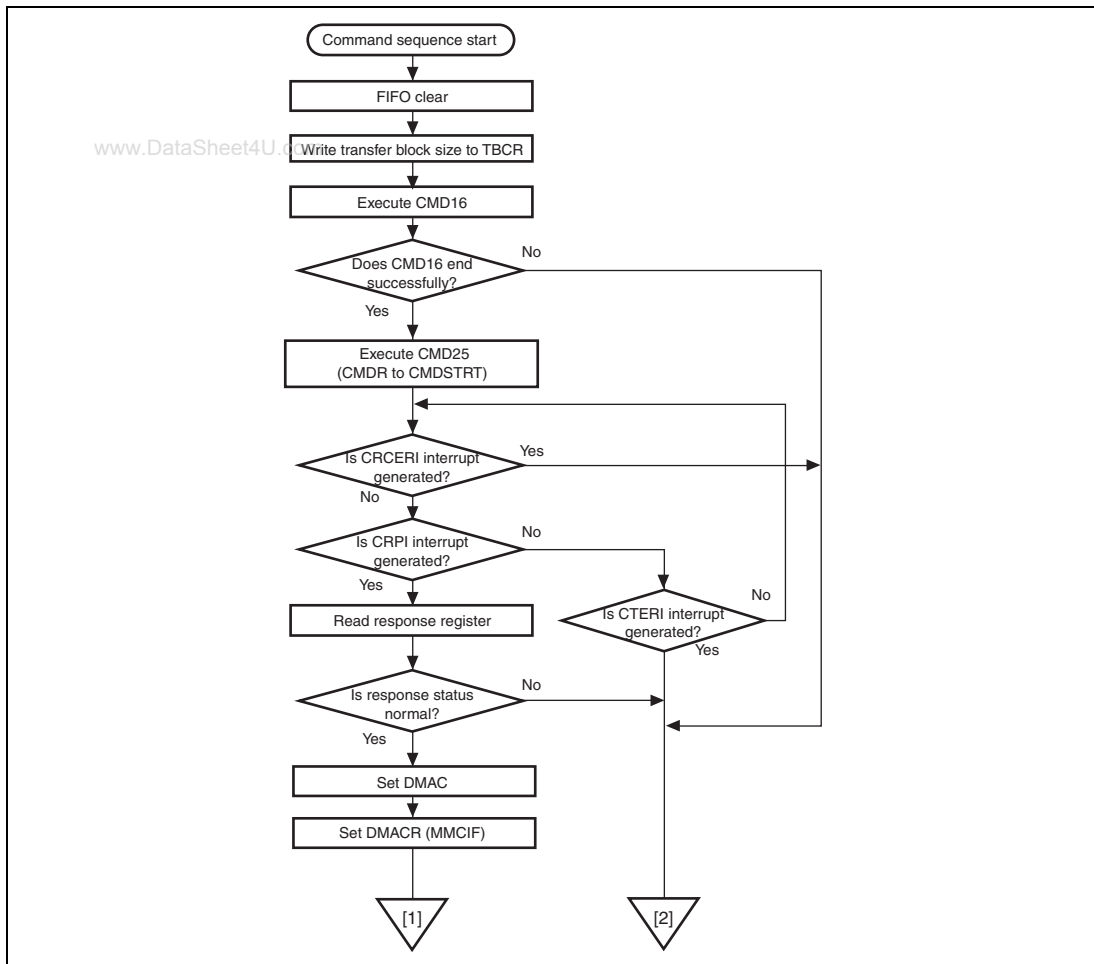 Command sequence start
FIFO clear
www.DataSheet4U.com
Write transfer block size to TBCR
Execute CMD16
No
Does CMD16 end
successfully?
Yes
Execute CMD25
(CMDR to CMDSTRT)
Is CRCERI interrupt
generated?
Yes
No
Is CRPI interrupt
generated?
No
Yes
Read response register
Is CTERI interrupt
generated?
No
Yes
Is response status
normal?
No
Yes
Set DMAC
Set DMACR (MMCIF)
[1]
[2]